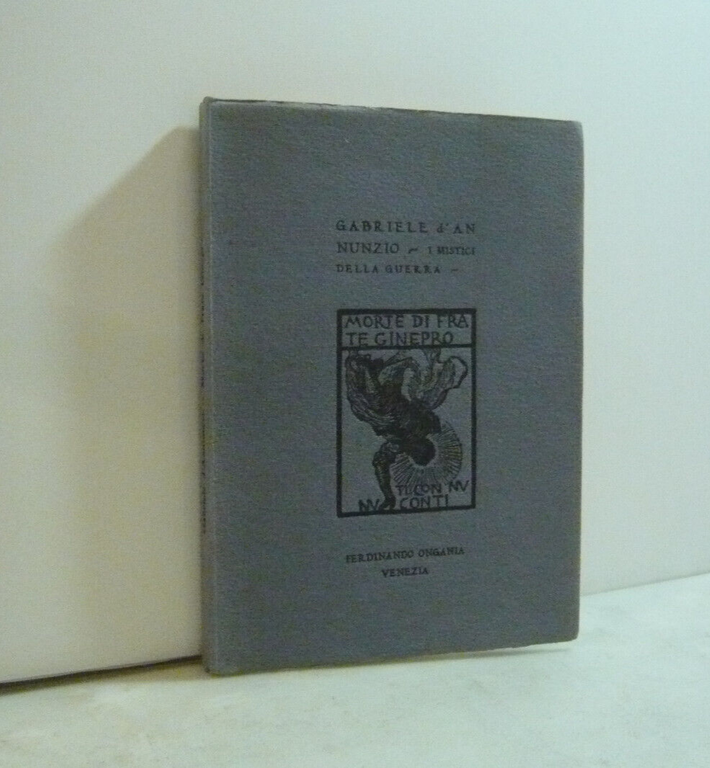 GABRIELE d'AN
NUNZIO — I MISTICI
DELLA GUERRA —
MORTE DI FRA
TE GINEPRO
TI CON NV
NV CONTI
FERDINANDO ONGANIA
VENEZIA